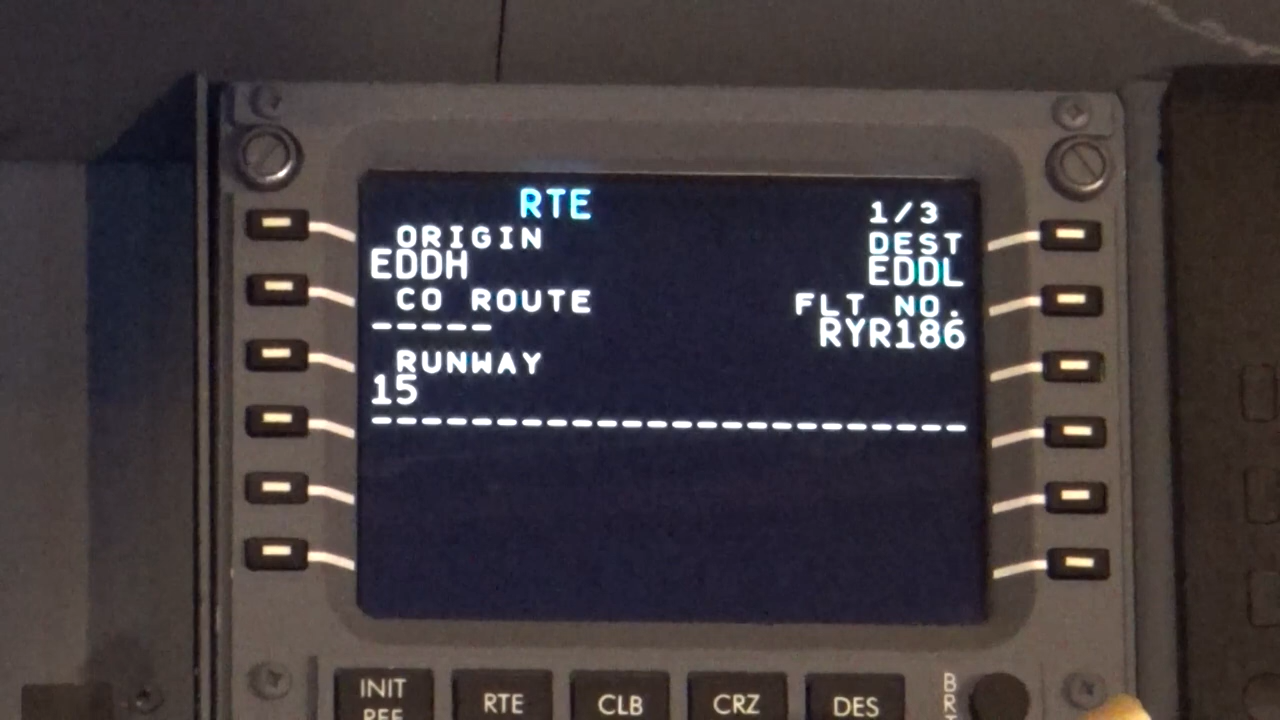 RTE 1/3
ORIGIN DEST
EDDH EDDL
CO ROUTE FLT NO.
----- RYR186
RUNWAY
15
------------------------
INIT REF RTE CLB CRZ DES BRT